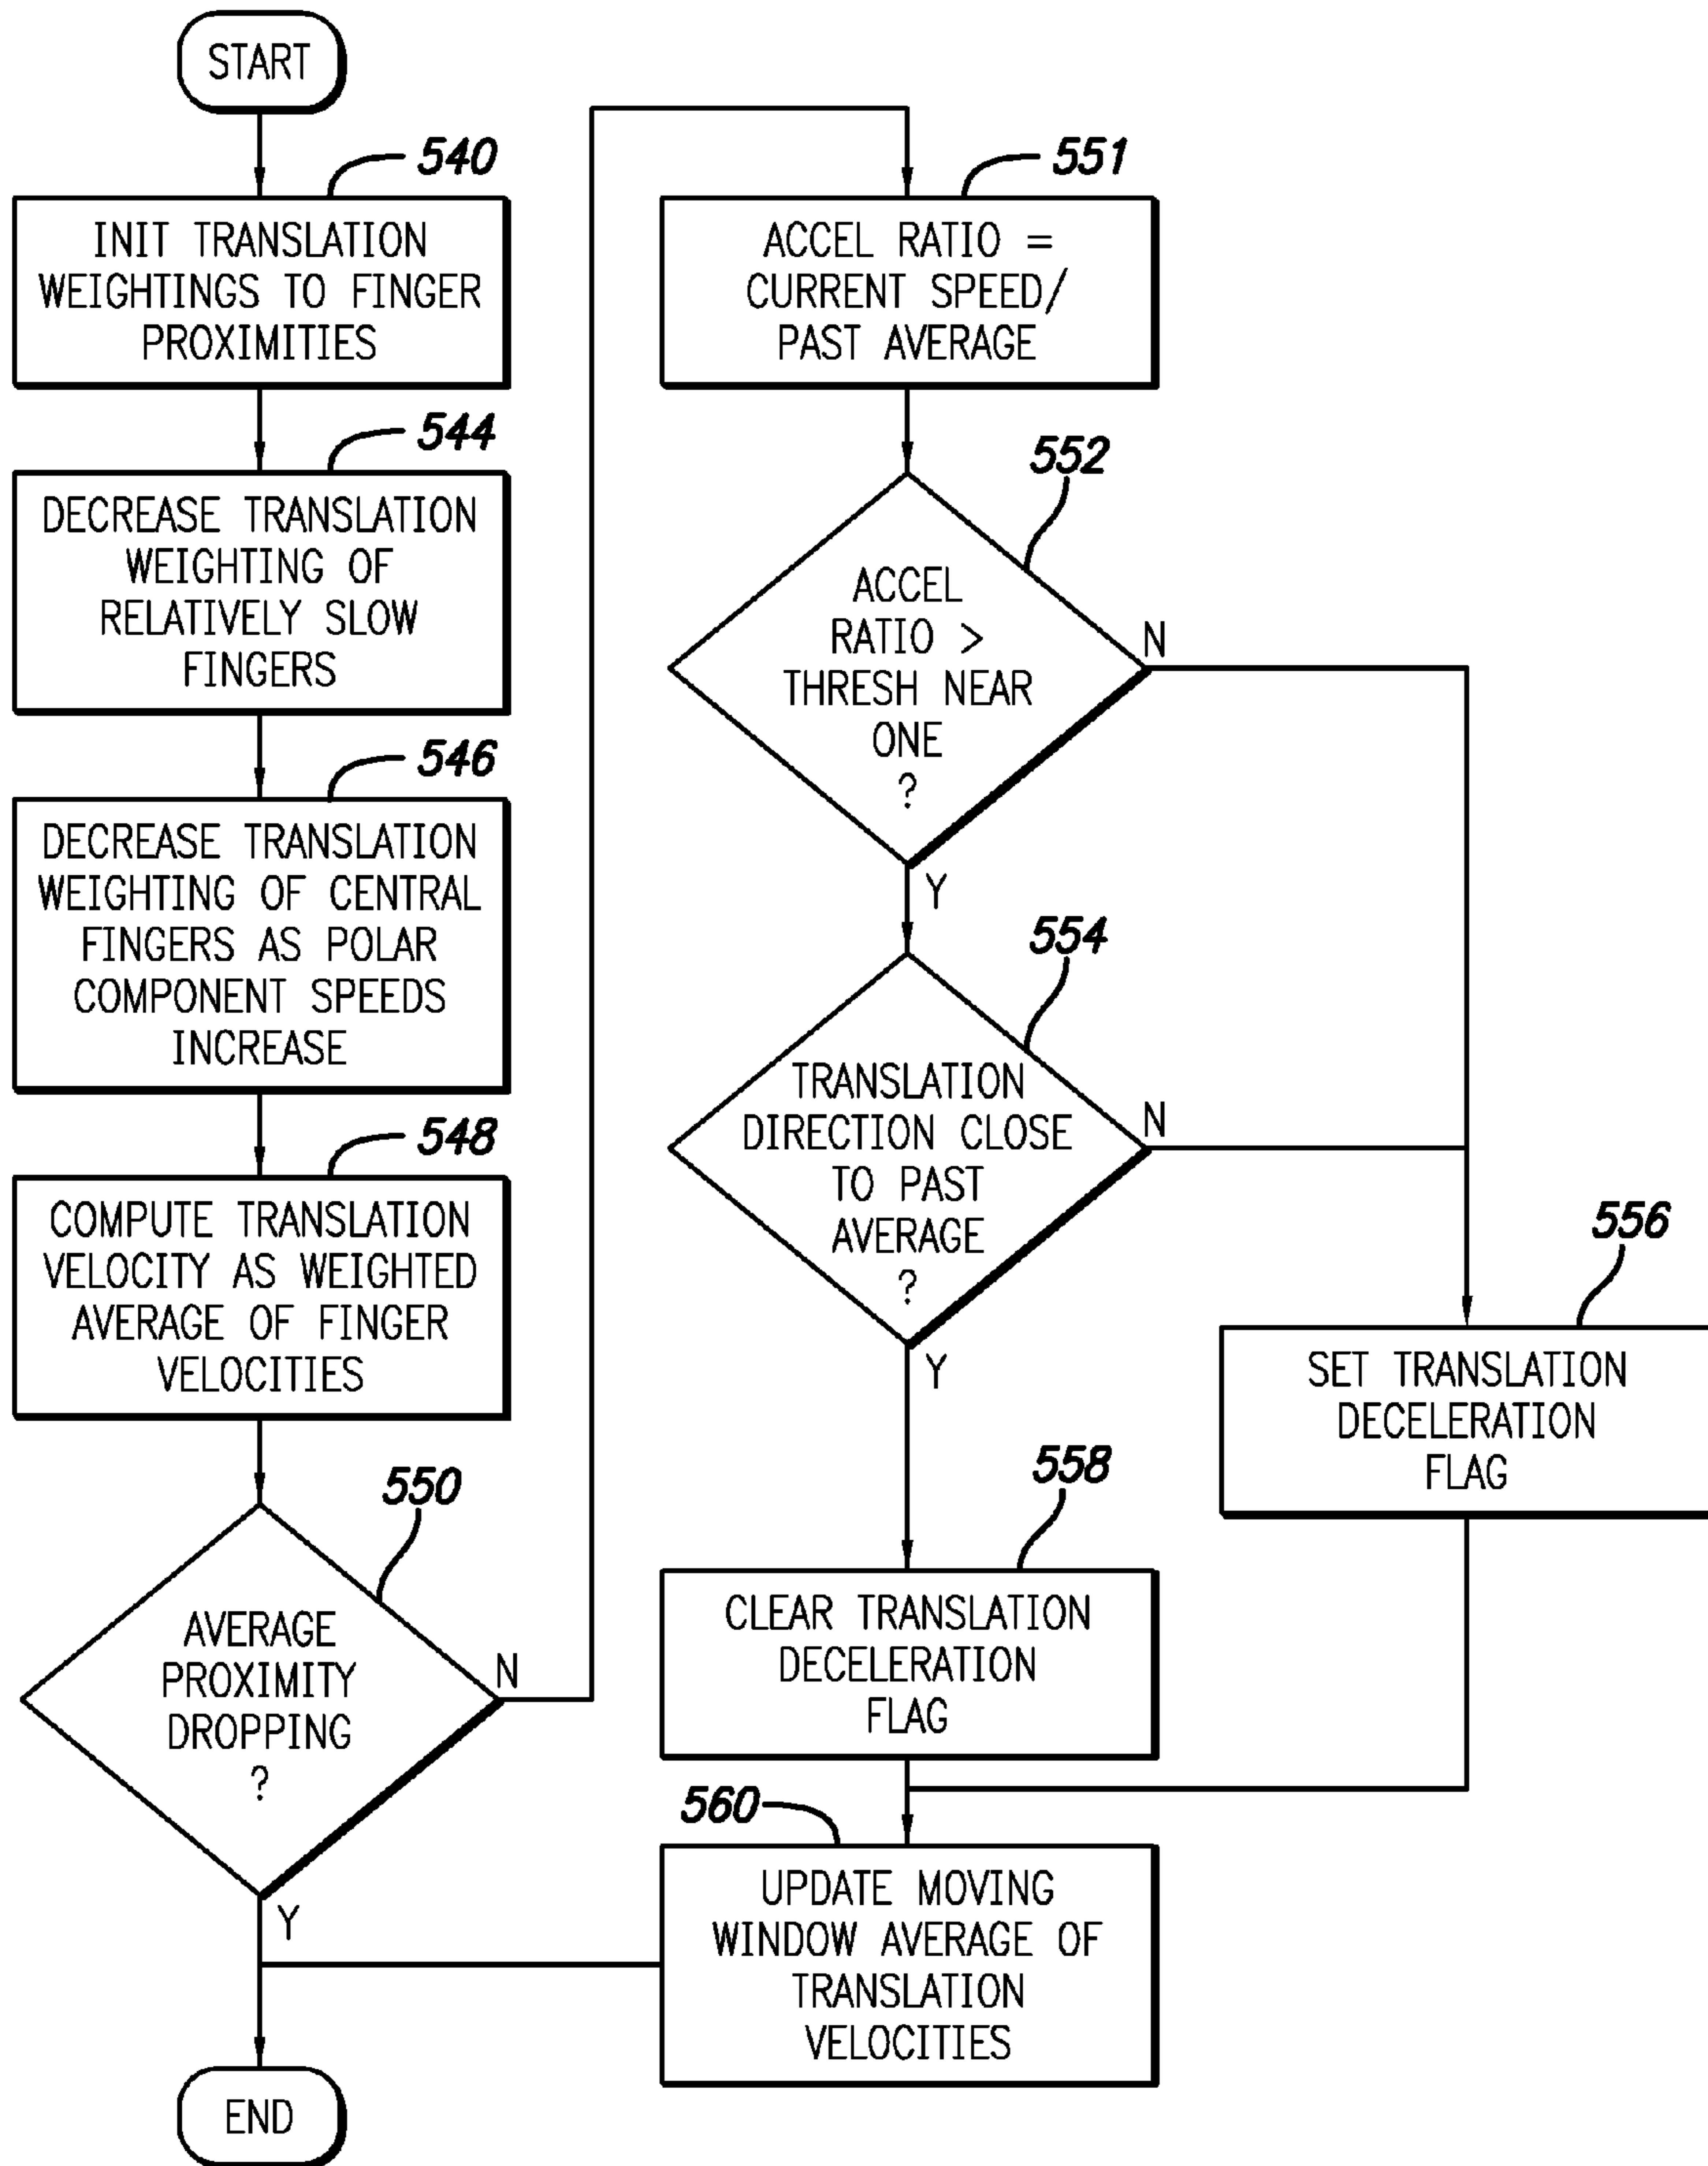 START
540
INIT TRANSLATION
WEIGHTINGS TO FINGER
PROXIMITIES
544
DECREASE TRANSLATION
WEIGHTING OF
RELATIVELY SLOW
FINGERS
546
DECREASE TRANSLATION
WEIGHTING OF CENTRAL
FINGERS AS POLAR
COMPONENT SPEEDS
INCREASE
548
COMPUTE TRANSLATION
VELOCITY AS WEIGHTED
AVERAGE OF FINGER
VELOCITIES
550
AVERAGE
PROXIMITY
DROPPING
?
N
Y
END
551
ACCEL RATIO =
CURRENT SPEED/
PAST AVERAGE
552
ACCEL
RATIO >
THRESH NEAR
ONE
?
N
Y
554
TRANSLATION
DIRECTION CLOSE
TO PAST
AVERAGE
?
N
Y
556
SET TRANSLATION
DECELERATION
FLAG
558
CLEAR TRANSLATION
DECELERATION
FLAG
560
UPDATE MOVING
WINDOW AVERAGE OF
TRANSLATION
VELOCITIES